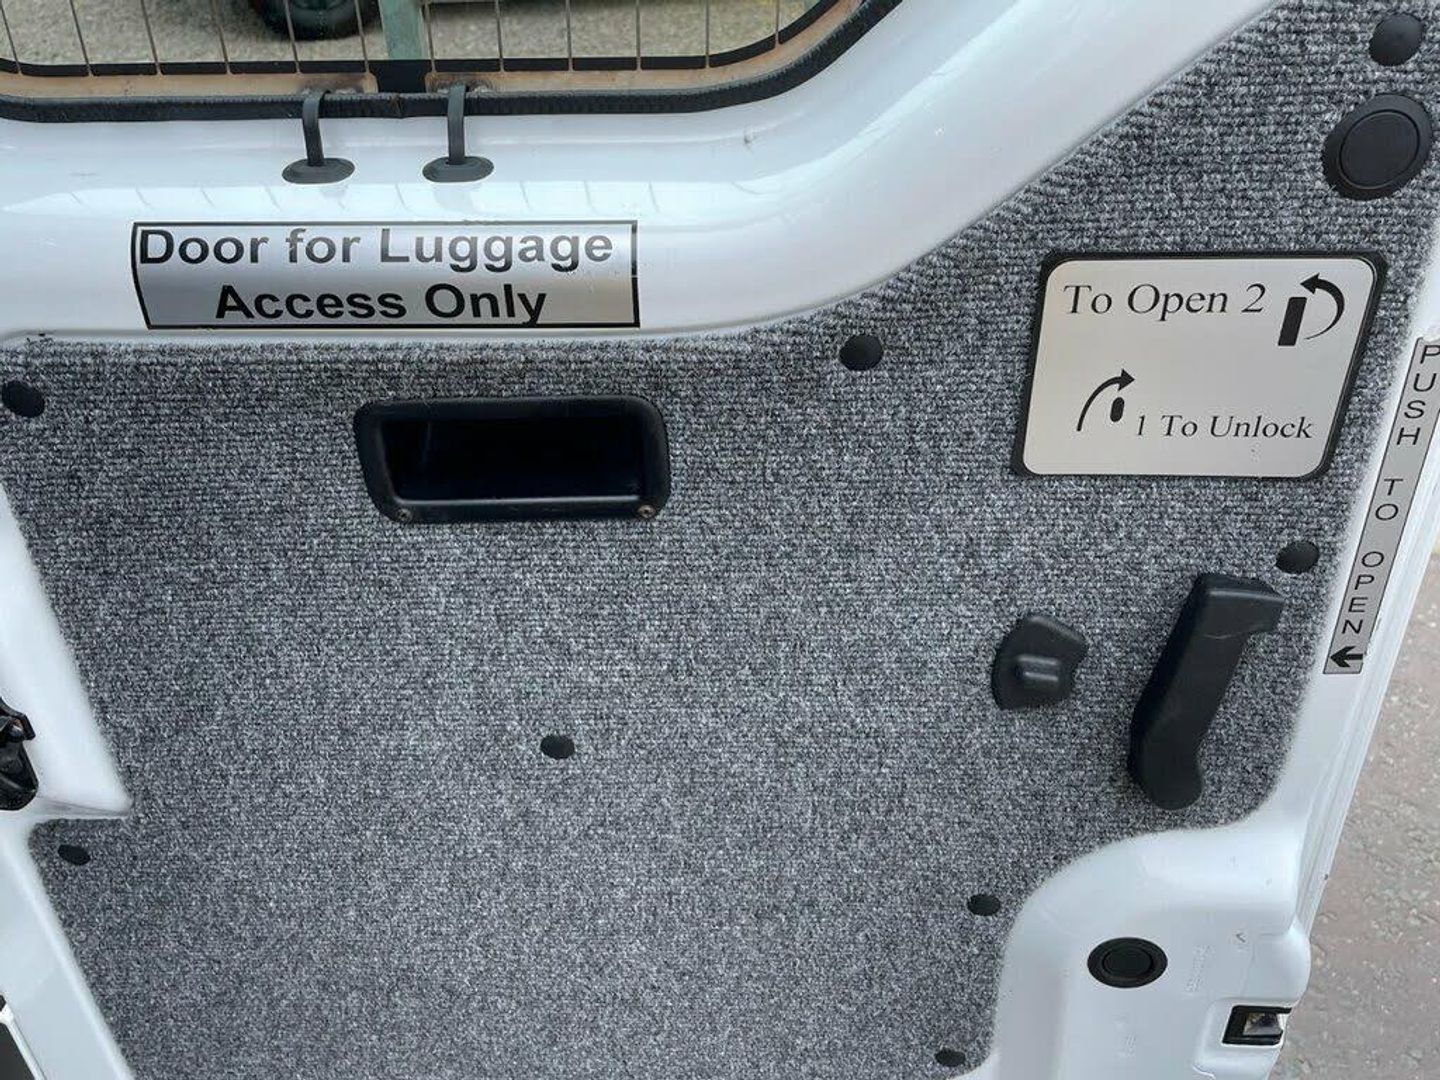 Door for Luggage
Access Only
To Open 2
1 To Unlock
PUSH TO OPEN